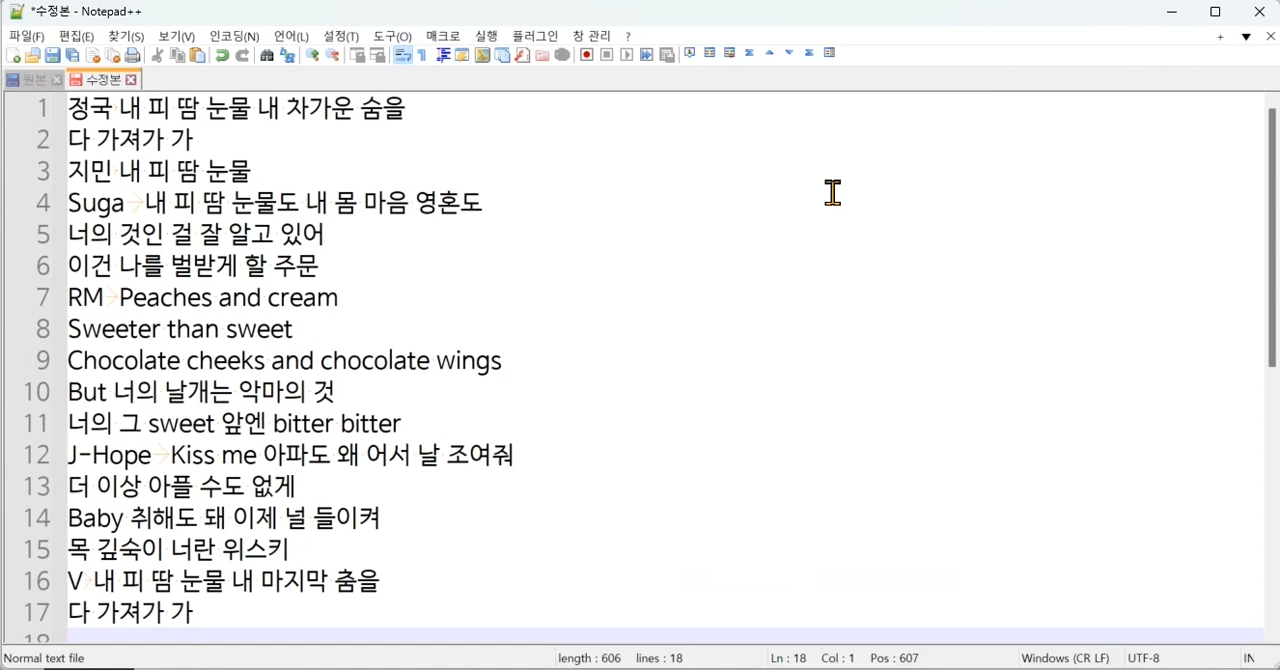 *수정본 - Notepad++
파일(F) 편집(E) 찾기(S) 보기(V) 인코딩(N) 언어(L) 설정(T) 도구(O) 매크로 실행 플러그인 창 관리 ?
원본 수정본
1 정국 내 피 땀 눈물 내 차가운 숨을
2 다 가져가 가
3 지민 내 피 땀 눈물
4 Suga 내 피 땀 눈물도 내 몸 마음 영혼도
5 너의 것인 걸 잘 알고 있어
6 이건 나를 벌받게 할 주문
7 RM Peaches and cream
8 Sweeter than sweet
9 Chocolate cheeks and chocolate wings
10 But 너의 날개는 악마의 것
11 너의 그 sweet 앞엔 bitter bitter
12 J-Hope Kiss me 아파도 왜 어서 날 조여줘
13 더 이상 아플 수도 없게
14 Baby 취해도 돼 이제 널 들이켜
15 목 깊숙이 너란 위스키
16 V 내 피 땀 눈물 내 마지막 춤을
17 다 가져가 가
18
Normal text file length : 606 lines : 18 Ln : 18 Col : 1 Pos : 607 Windows (CR LF) UTF-8 IN